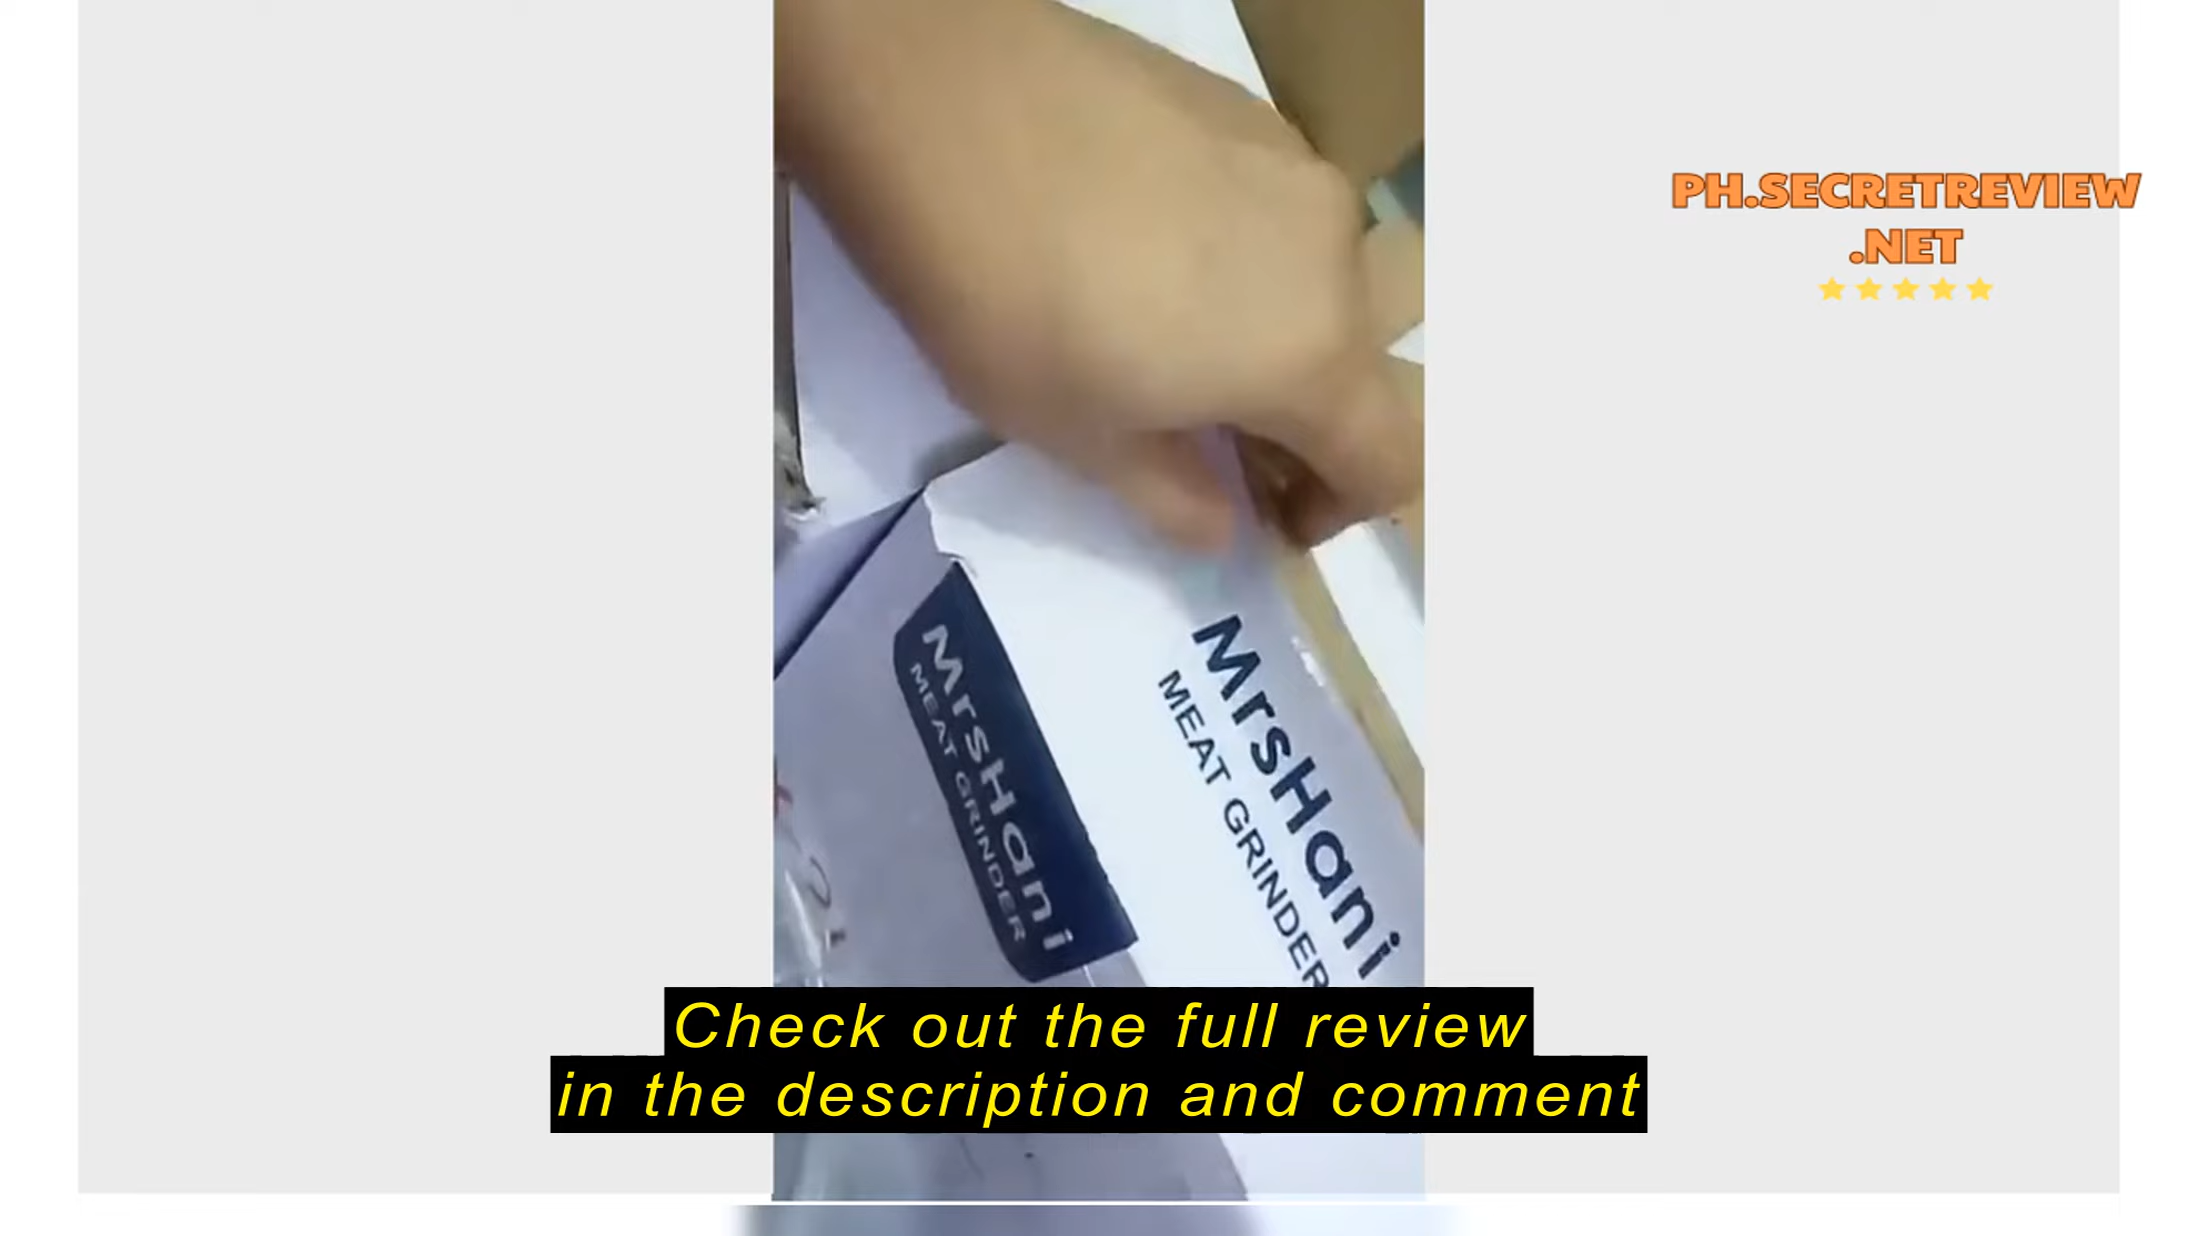 PH.SECRETREVIEW
.NET
MrsHani
MEAT GRINDER
MrsHani
MEAT GRINDER
Check out the full review
in the description and comment